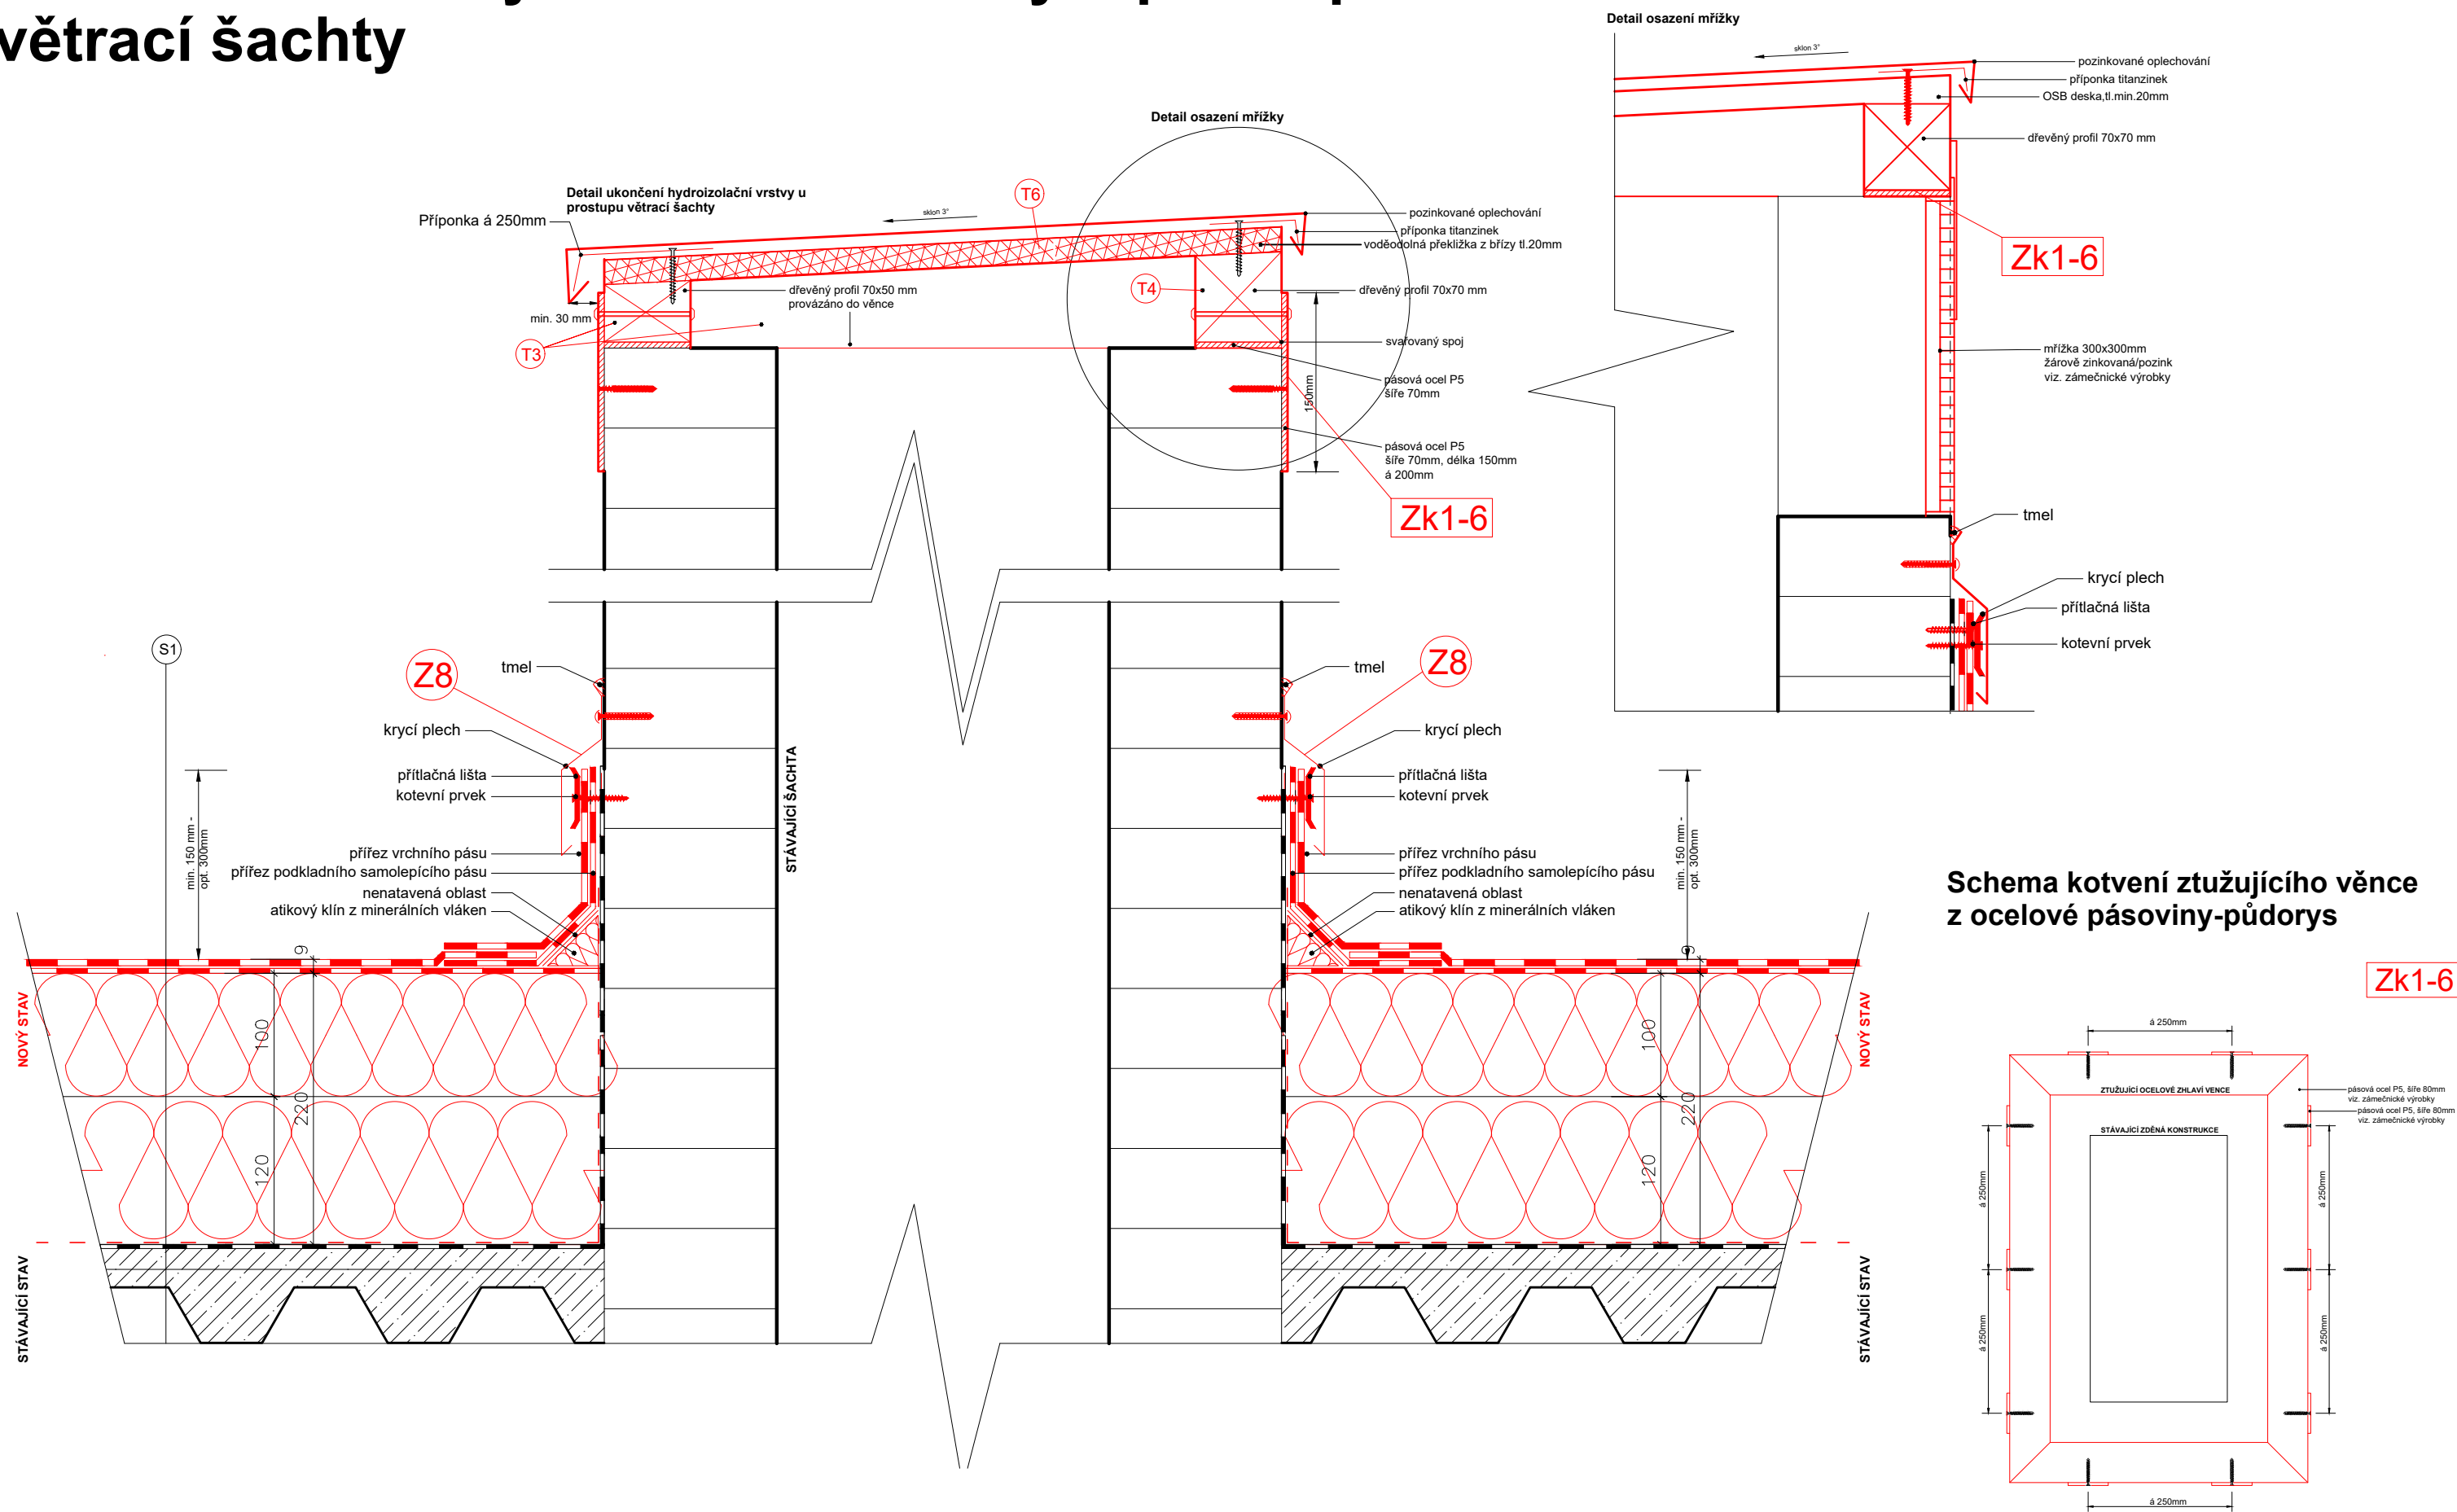 větrací šachty
Detail ukončení hydroizolační vrstvy u
prostupu větrací šachty
Příponka á 250mm
sklon 3°
T6
Detail osazení mřížky
pozinkované oplechování
příponka titanzinek
voděodolná překližka z břízy tl.20mm
T4
dřevěný profil 70x70 mm
dřevěný profil 70x50 mm
provázáno do věnce
min. 30 mm
T3
svařovaný spoj
pásová ocel P5
šíře 70mm
150mm
pásová ocel P5
šíře 70mm, délka 150mm
á 200mm
Zk1-6
S1
Z8
tmel
krycí plech
přítlačná lišta
kotevní prvek
přířez vrchního pásu
přířez podkladního samolepícího pásu
nenatavená oblast
atikový klín z minerálních vláken
min. 150 mm -
opt. 300mm
STÁVAJÍCÍ ŠACHTA
9
100
220
120
NOVÝ STAV
STÁVAJÍCÍ STAV
tmel
Z8
krycí plech
přítlačná lišta
kotevní prvek
přířez vrchního pásu
přířez podkladního samolepícího pásu
nenatavená oblast
atikový klín z minerálních vláken
min. 150 mm -
opt. 300mm
9
100
220
120
NOVÝ STAV
STÁVAJÍCÍ STAV
Detail osazení mřížky
sklon 3°
pozinkované oplechování
příponka titanzinek
OSB deska,tl.min.20mm
dřevěný profil 70x70 mm
Zk1-6
mřížka 300x300mm
žárově zinkovaná/pozink
viz. zámečnické výrobky
tmel
krycí plech
přítlačná lišta
kotevní prvek
Schema kotvení ztužujícího věnce
z ocelové pásoviny-půdorys
Zk1-6
á 250mm
ZTUŽUJÍCÍ OCELOVÉ ZHLAVÍ VENCE
pásová ocel P5, šíře 80mm
viz. zámečnické výrobky
pásová ocel P5, šíře 80mm
viz. zámečnické výrobky
STÁVAJÍCÍ ZDĚNÁ KONSTRUKCE
á 250mm
á 250mm
á 250mm
á 250mm
á 250mm